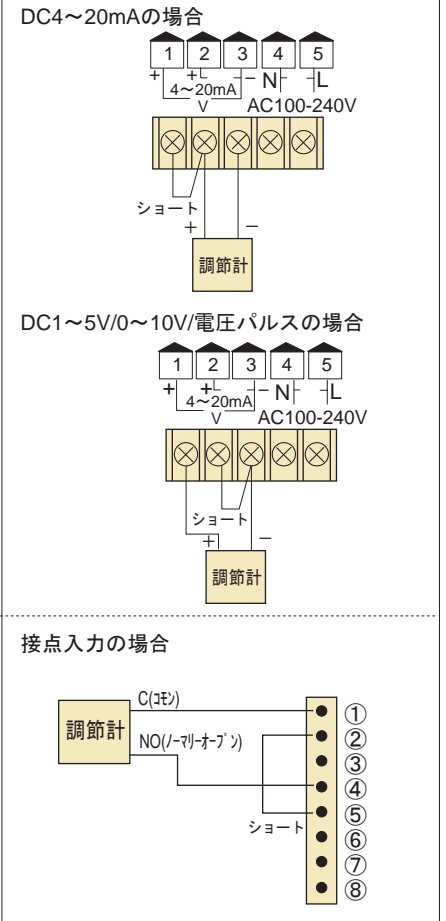 DC4～20mAの場合
1 2 3 4 5
+ + − N L
4～20mA
V AC100-240V
ショート
+ −
調節計
DC1～5V/0～10V/電圧パルスの場合
1 2 3 4 5
+ + − N L
4～20mA
V AC100-240V
ショート
+ −
調節計
接点入力の場合
C(ｺﾓﾝ)
調節計
NO(ﾉｰﾏﾘｰｵｰﾌﾟﾝ)
ショート
①
②
③
④
⑤
⑥
⑦
⑧